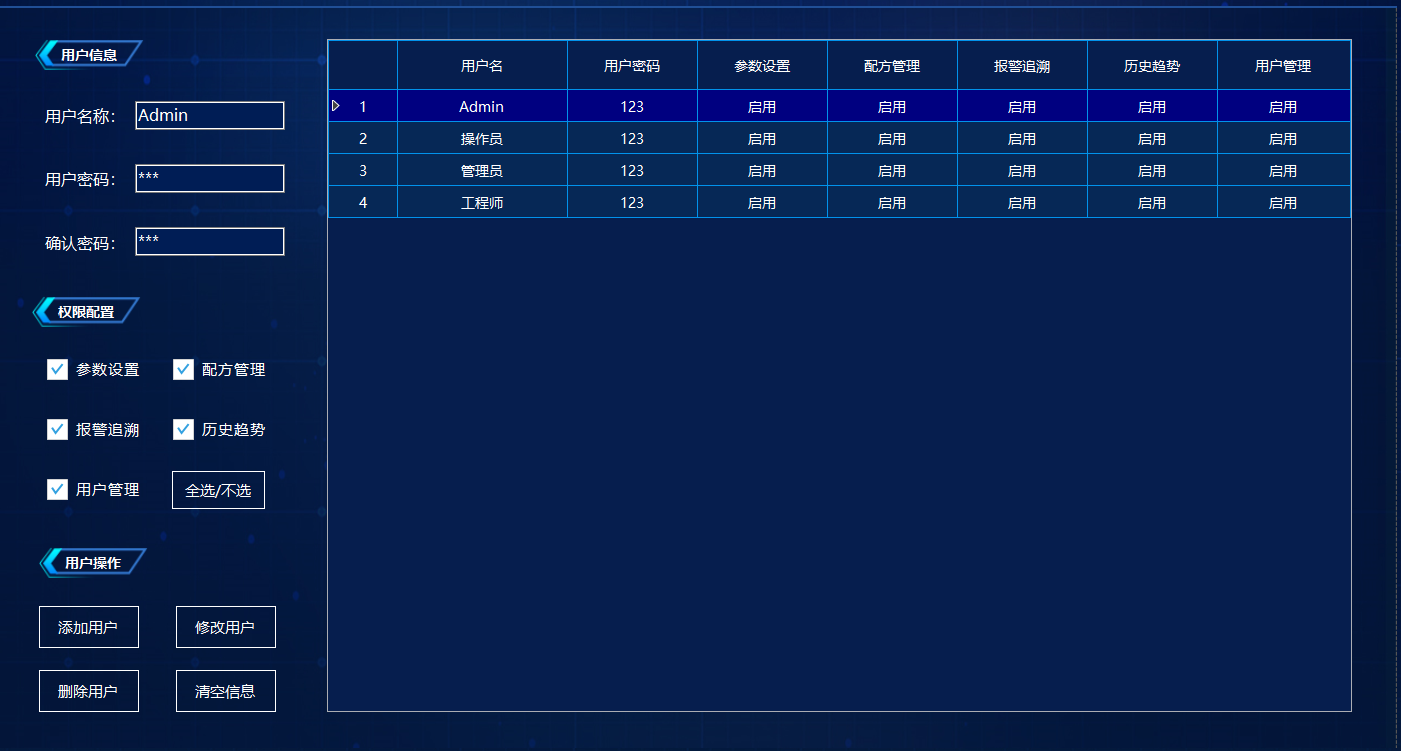 用户信息
用户名称： Admin
用户密码： ***
确认密码： ***
权限配置
参数设置 配方管理
报警追溯 历史趋势
用户管理 全选/不选
用户操作
添加用户 修改用户
删除用户 清空信息
用户名 用户密码 参数设置 配方管理 报警追溯 历史趋势 用户管理
1 Admin 123 启用 启用 启用 启用 启用
2 操作员 123 启用 启用 启用 启用 启用
3 管理员 123 启用 启用 启用 启用 启用
4 工程师 123 启用 启用 启用 启用 启用